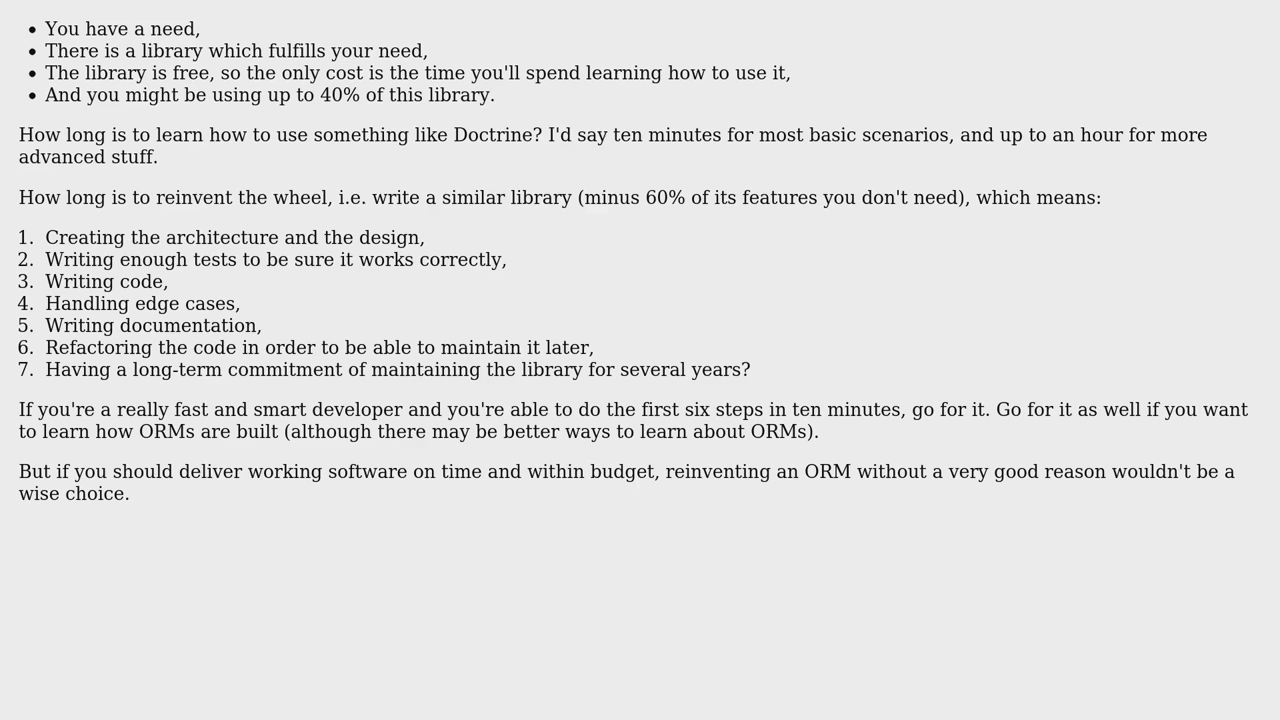 • You have a need,
• There is a library which fulfills your need,
• The library is free, so the only cost is the time you'll spend learning how to use it,
• And you might be using up to 40% of this library.
How long is to learn how to use something like Doctrine? I'd say ten minutes for most basic scenarios, and up to an hour for more
advanced stuff.
How long is to reinvent the wheel, i.e. write a similar library (minus 60% of its features you don't need), which means:
1. Creating the architecture and the design,
2. Writing enough tests to be sure it works correctly,
3. Writing code,
4. Handling edge cases,
5. Writing documentation,
6. Refactoring the code in order to be able to maintain it later,
7. Having a long-term commitment of maintaining the library for several years?
If you're a really fast and smart developer and you're able to do the first six steps in ten minutes, go for it. Go for it as well if you want
to learn how ORMs are built (although there may be better ways to learn about ORMs).
But if you should deliver working software on time and within budget, reinventing an ORM without a very good reason wouldn't be a
wise choice.